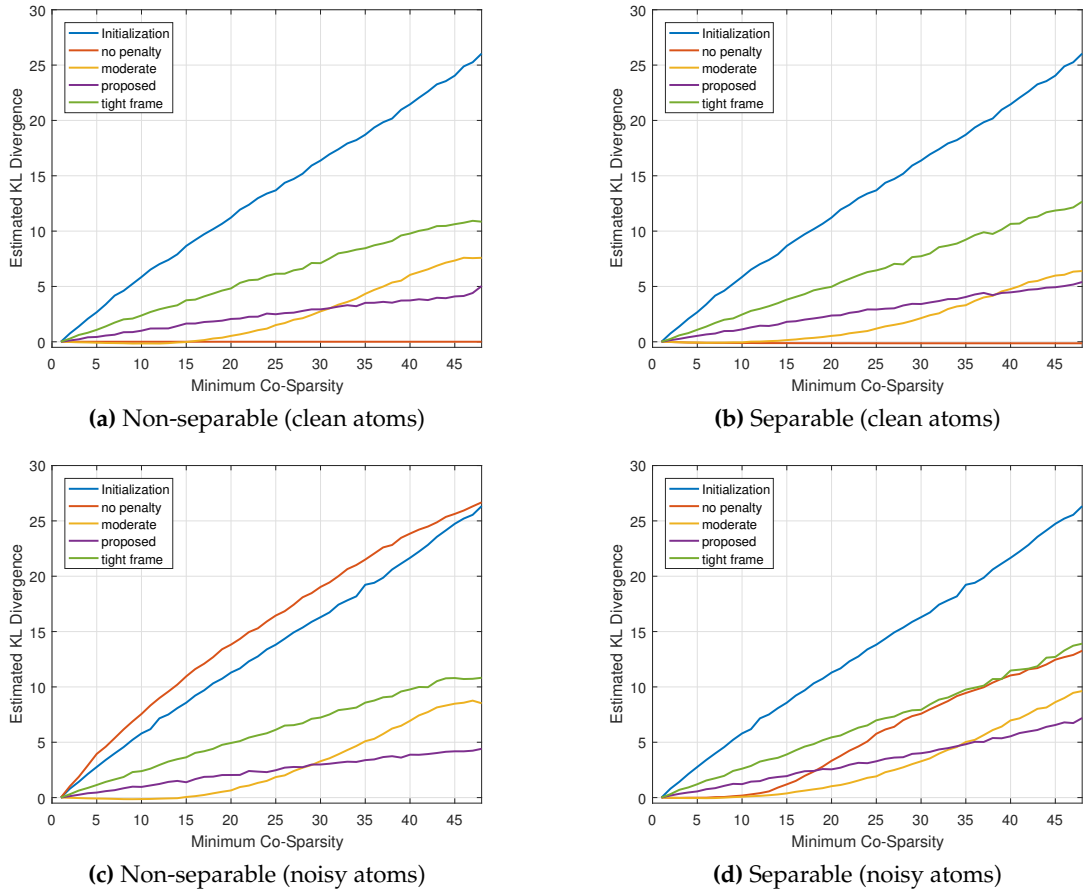 30
25
20
15
10
5
0
Estimated KL Divergence
Initialization
no penalty
moderate
proposed
tight frame
0 5 10 15 20 25 30 35 40 45
Minimum Co-Sparsity
(a) Non-separable (clean atoms)
30
25
20
15
10
5
0
Estimated KL Divergence
Initialization
no penalty
moderate
proposed
tight frame
0 5 10 15 20 25 30 35 40 45
Minimum Co-Sparsity
(b) Separable (clean atoms)
30
25
20
15
10
5
0
Estimated KL Divergence
Initialization
no penalty
moderate
proposed
tight frame
0 5 10 15 20 25 30 35 40 45
Minimum Co-Sparsity
(c) Non-separable (noisy atoms)
30
25
20
15
10
5
0
Estimated KL Divergence
Initialization
no penalty
moderate
proposed
tight frame
0 5 10 15 20 25 30 35 40 45
Minimum Co-Sparsity
(d) Separable (noisy atoms)